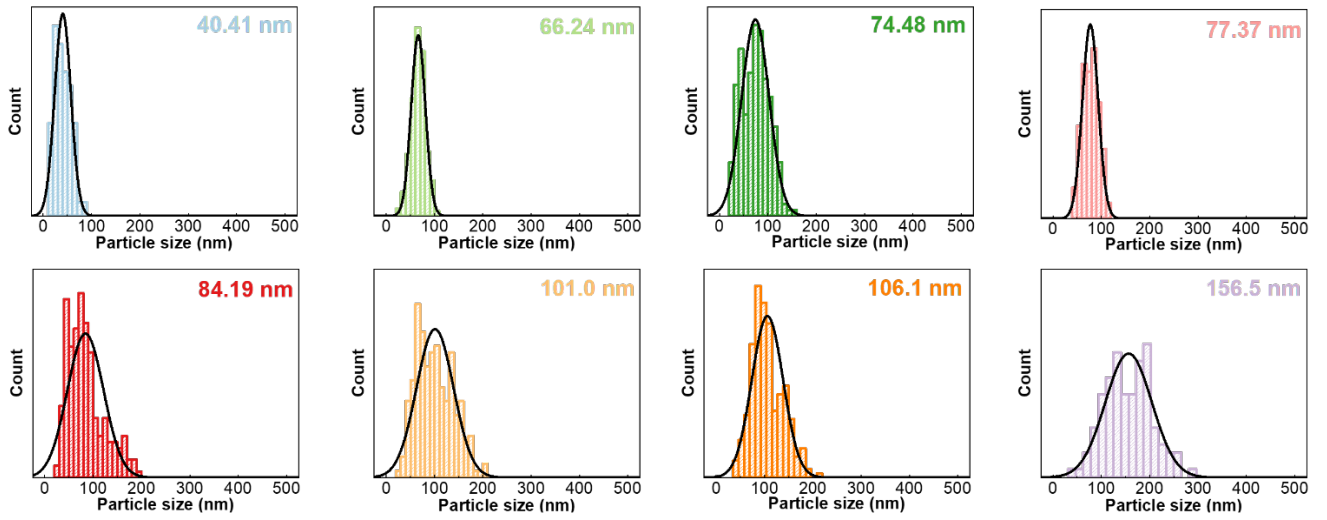 40.41 nm
Count
0 100 200 300 400 500
Particle size (nm)
66.24 nm
Count
0 100 200 300 400 500
Particle size (nm)
74.48 nm
Count
0 100 200 300 400 500
Particle size (nm)
77.37 nm
Count
0 100 200 300 400 500
Particle size (nm)
84.19 nm
Count
0 100 200 300 400 500
Particle size (nm)
101.0 nm
Count
0 100 200 300 400 500
Particle size (nm)
106.1 nm
Count
0 100 200 300 400 500
Particle size (nm)
156.5 nm
Count
0 100 200 300 400 500
Particle size (nm)